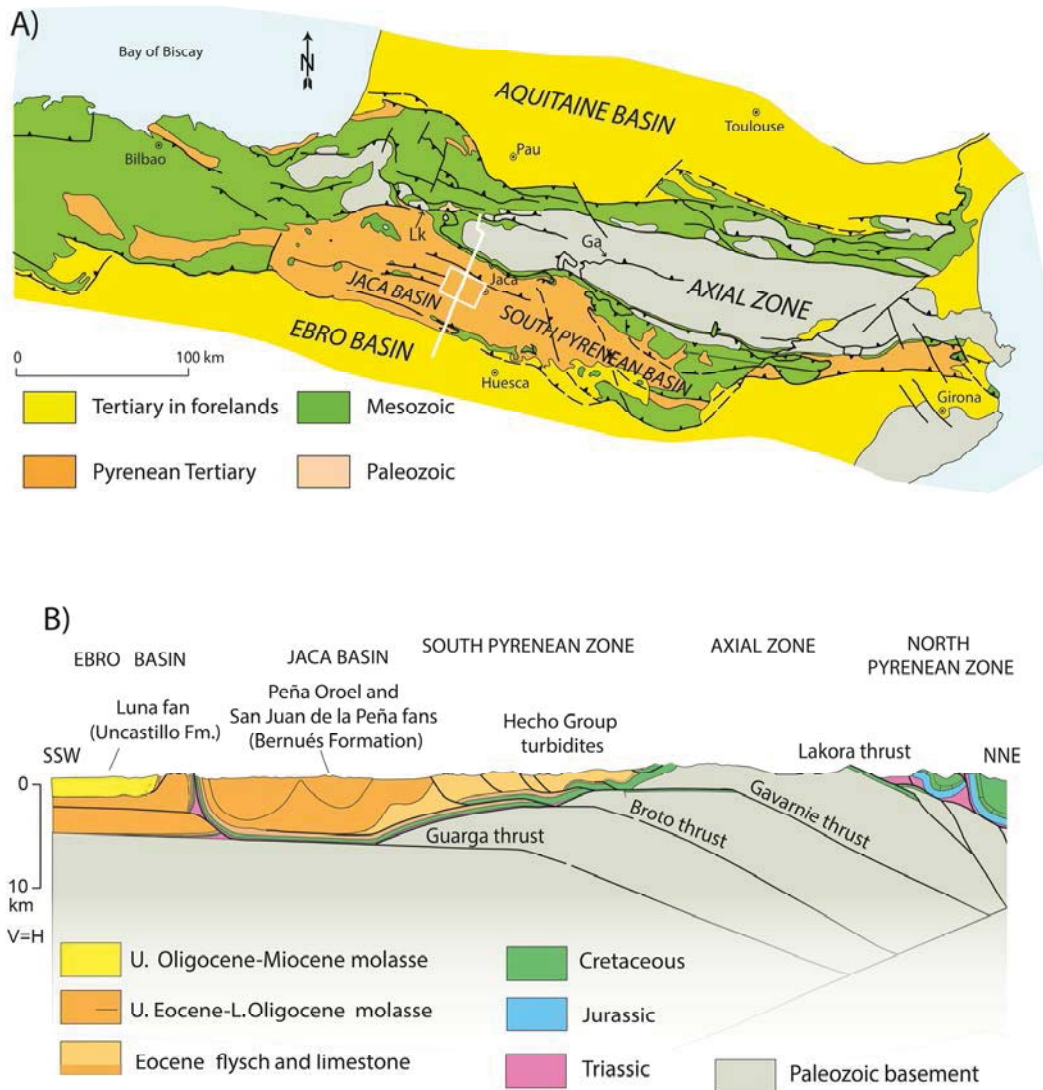 A)
Bay of Biscay
N
AQUITAINE BASIN
Toulouse
Bilbao
Pau
Lk
Ga
Jaca
AXIAL ZONE
JACA BASIN
SOUTH PYRENEAN BASIN
EBRO BASIN
0
100 km
Huesca
Girona
Tertiary in forelands
Mesozoic
Pyrenean Tertiary
Paleozoic
B)
EBRO BASIN
JACA BASIN
SOUTH PYRENEAN ZONE
AXIAL ZONE
NORTH
PYRENEAN ZONE
Luna fan
(Uncastillo Fm.)
Peña Oroel and
San Juan de la Peña fans
(Bernués Formation)
Hecho Group
turbidites
Lakora thrust
SSW
NNE
0
10
km
V=H
Guarga thrust
Broto thrust
Gavarnie thrust
U. Oligocene-Miocene molasse
U. Eocene-L.Oligocene molasse
Eocene flysch and limestone
Cretaceous
Jurassic
Triassic
Paleozoic basement